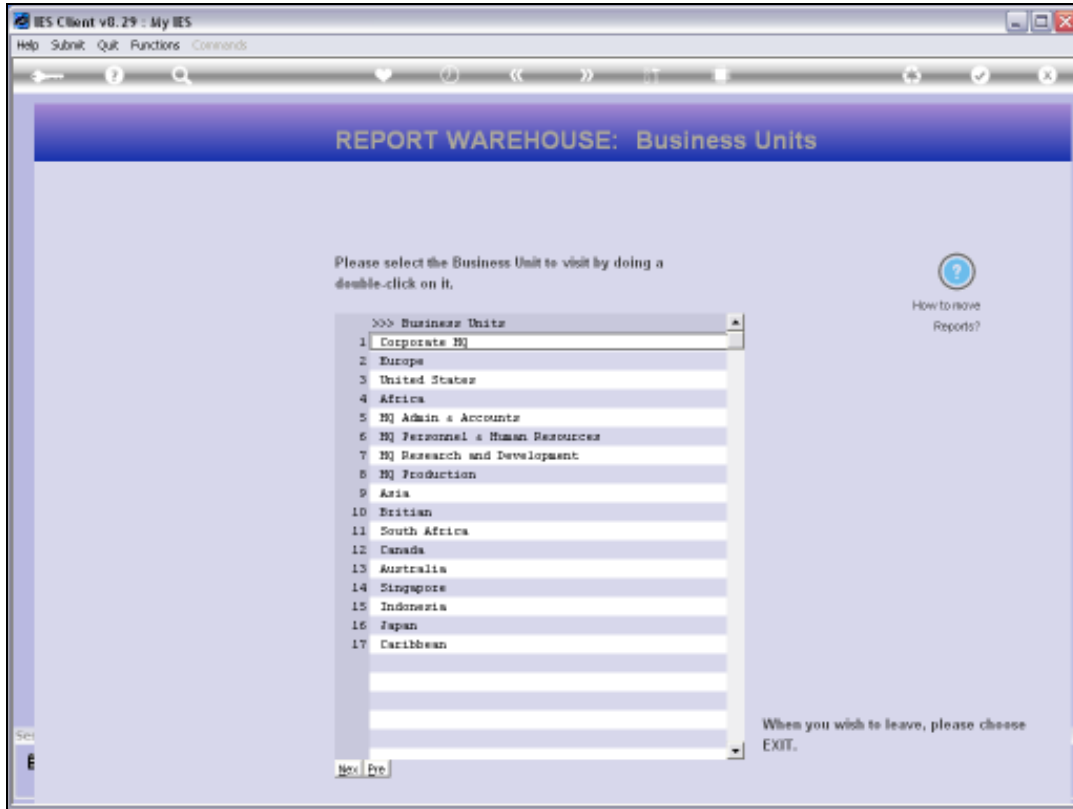 IES Client v8.29 : My IES
Help Submit Quit Functions Commands
REPORT WAREHOUSE: Business Units
Please select the Business Unit to visit by doing a
double-click on it.
How to move
Reports?
>>> Business Units
1 Corporate HQ
2 Europe
3 United States
4 Africa
5 HQ Admin & Accounts
6 HQ Personnel & Human Resources
7 HQ Research and Development
8 HQ Production
9 Asia
10 Britian
11 South Africa
12 Canada
13 Australia
14 Singapore
15 Indonesia
16 Japan
17 Caribbean
When you wish to leave, please choose
EXIT.
Nex Pre